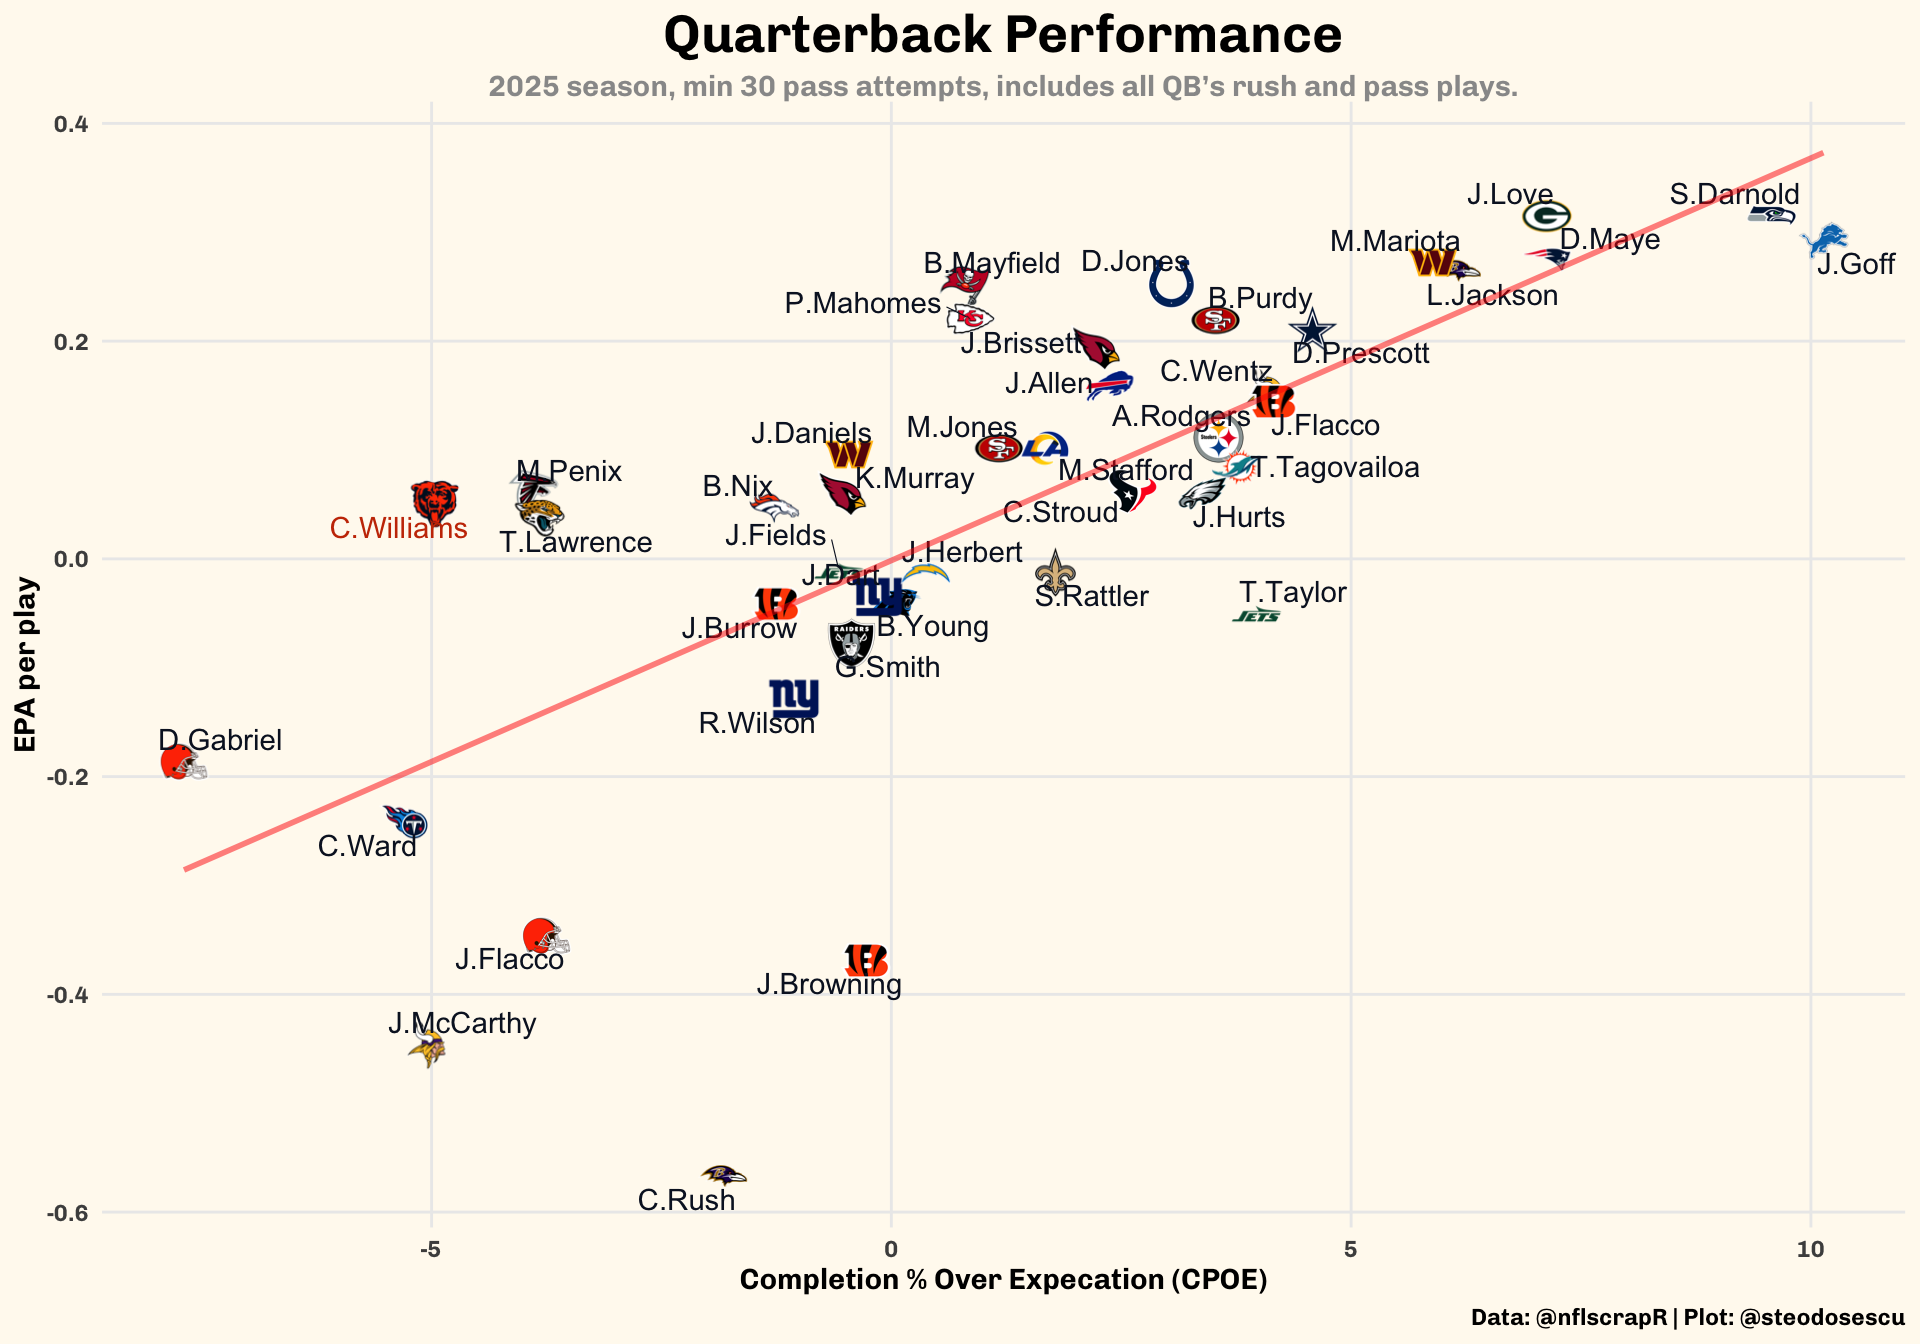 Quarterback Performance
2025 season, min 30 pass attempts, includes all QB’s rush and pass plays.
0.4
0.2
0.0
-0.2
-0.4
-0.6
EPA per play
J.Love
S.Darnold
M.Mariota
D.Maye
J.Goff
B.Mayfield
D.Jones
L.Jackson
P.Mahomes
B.Purdy
J.Brissett
D.Prescott
J.Allen
C.Wentz
A.Rodgers
J.Flacco
J.Daniels
M.Jones
M.Stafford
T.Tagovailoa
M.Penix
K.Murray
B.Nix
C.Stroud
J.Hurts
C.Williams
T.Lawrence
J.Fields
J.Herbert
J.Dart
S.Rattler
T.Taylor
JETS
ny
J.Burrow
B.Young
RAIDERS
G.Smith
ny
R.Wilson
D.Gabriel
C.Ward
J.Flacco
J.Browning
J.McCarthy
C.Rush
-5
0
5
10
Completion % Over Expecation (CPOE)
Data: @nflscrapR | Plot: @steodosescu